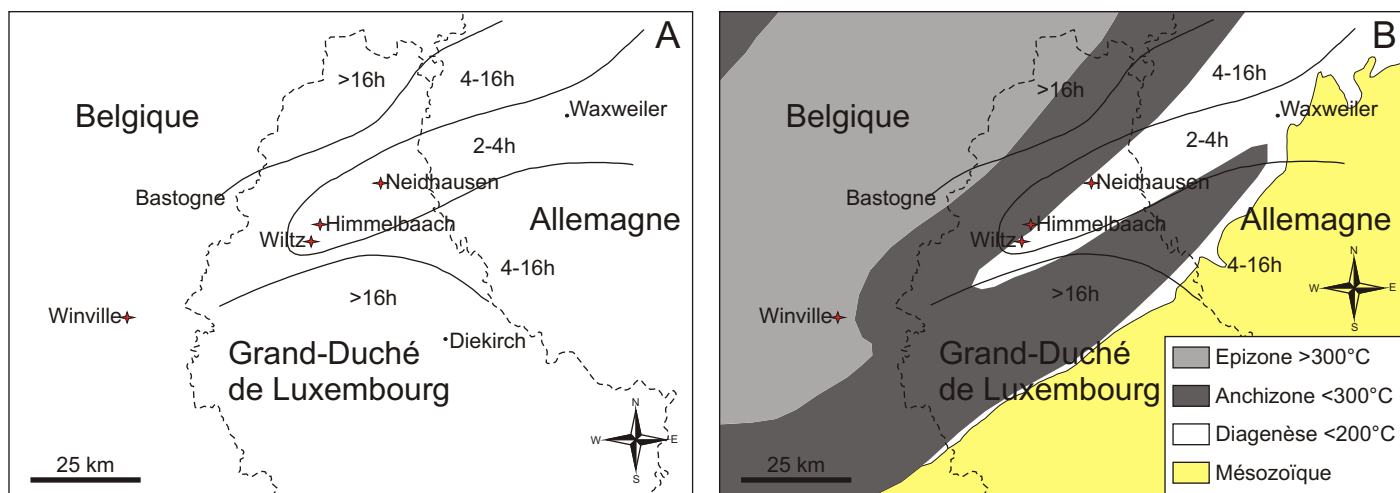 A
>16h
4-16h
Belgique
Waxweiler
2-4h
Bastogne
Neidhausen
Himmelbaach
Allemagne
Wiltz
4-16h
>16h
Winville
Diekirch
Grand-Duché
de Luxembourg
N
W E
S
25 km
B
4-16h
>16h
Belgique
Waxweiler
2-4h
Bastogne
Neidhausen
Himmelbaach
Allemagne
Wiltz
4-16h
>16h
N
W E
S
Winville
Grand-Duché
de Luxembourg
Epizone >300°C
Anchizone <300°C
Diagenèse <200°C
Mésozoïque
25 km